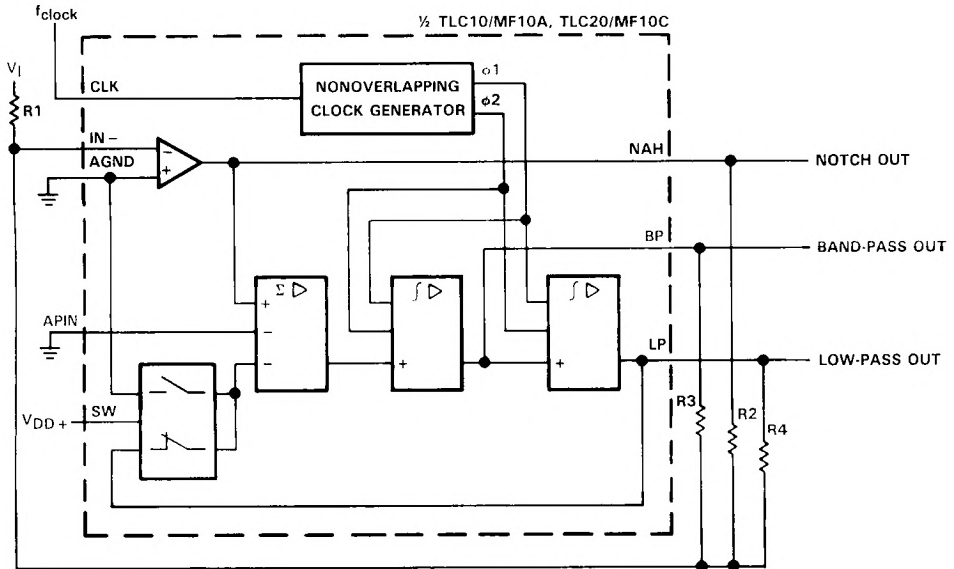 fclock
½ TLC10/MF10A, TLC20/MF10C
VI
CLK
NONOVERLAPPING
CLOCK GENERATOR
ο1
φ2
R1
IN −
AGND
NAH
NOTCH OUT
BP
BAND-PASS OUT
Σ ▷
∫ ▷
∫ ▷
+
APIN
−
−
+
+
LP
LOW-PASS OUT
VDD +
SW
R3
R2
R4